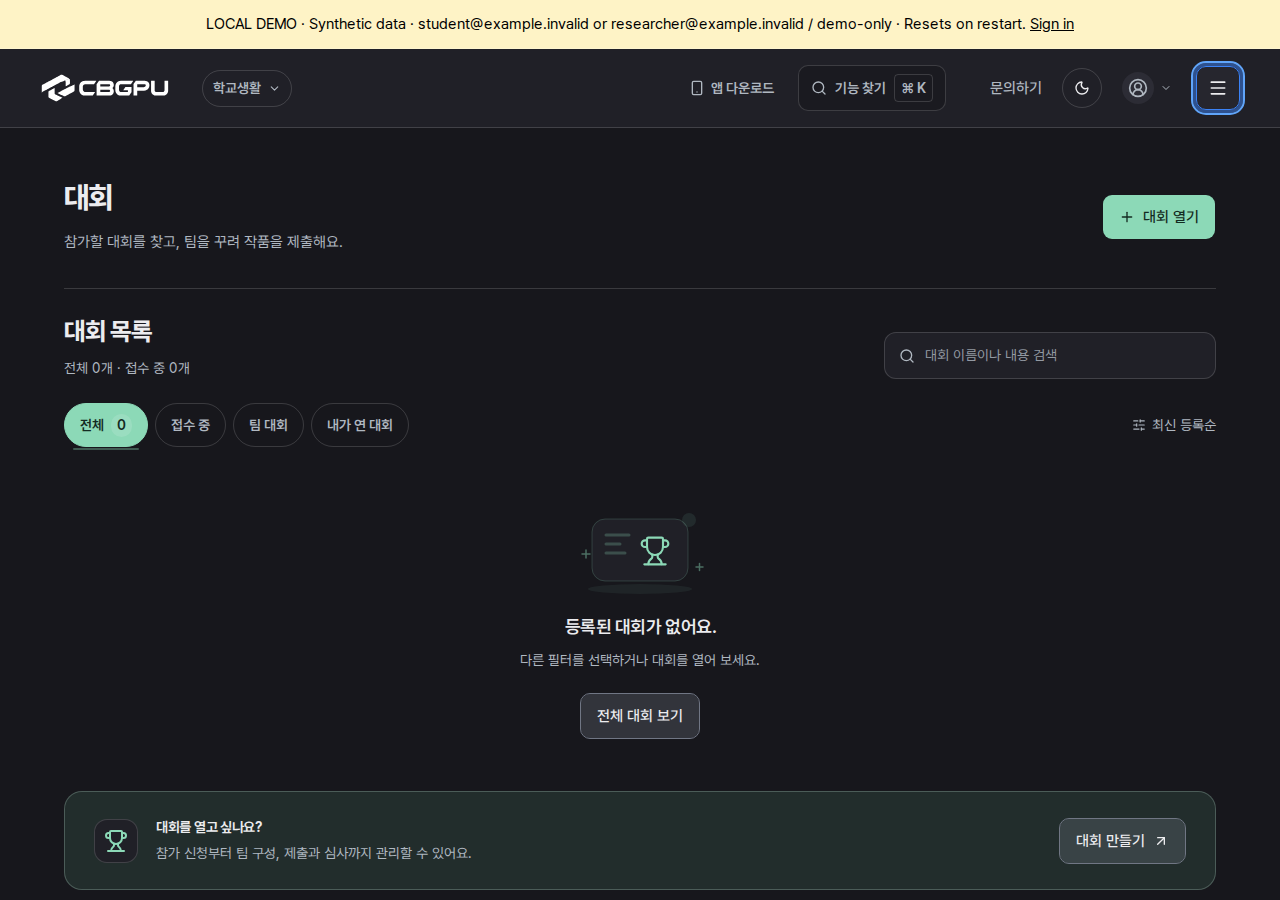 LOCAL DEMO · Synthetic data · student@example.invalid or researcher@example.invalid / demo-only · Resets on restart. Sign in
CBGPU
학교생활
앱 다운로드
기능 찾기 ⌘ K
문의하기
대회
참가할 대회를 찾고, 팀을 꾸려 작품을 제출해요.
+ 대회 열기
대회 목록
전체 0개 · 접수 중 0개
대회 이름이나 내용 검색
전체 0
접수 중
팀 대회
내가 연 대회
최신 등록순
등록된 대회가 없어요.
다른 필터를 선택하거나 대회를 열어 보세요.
전체 대회 보기
대회를 열고 싶나요?
참가 신청부터 팀 구성, 제출과 심사까지 관리할 수 있어요.
대회 만들기